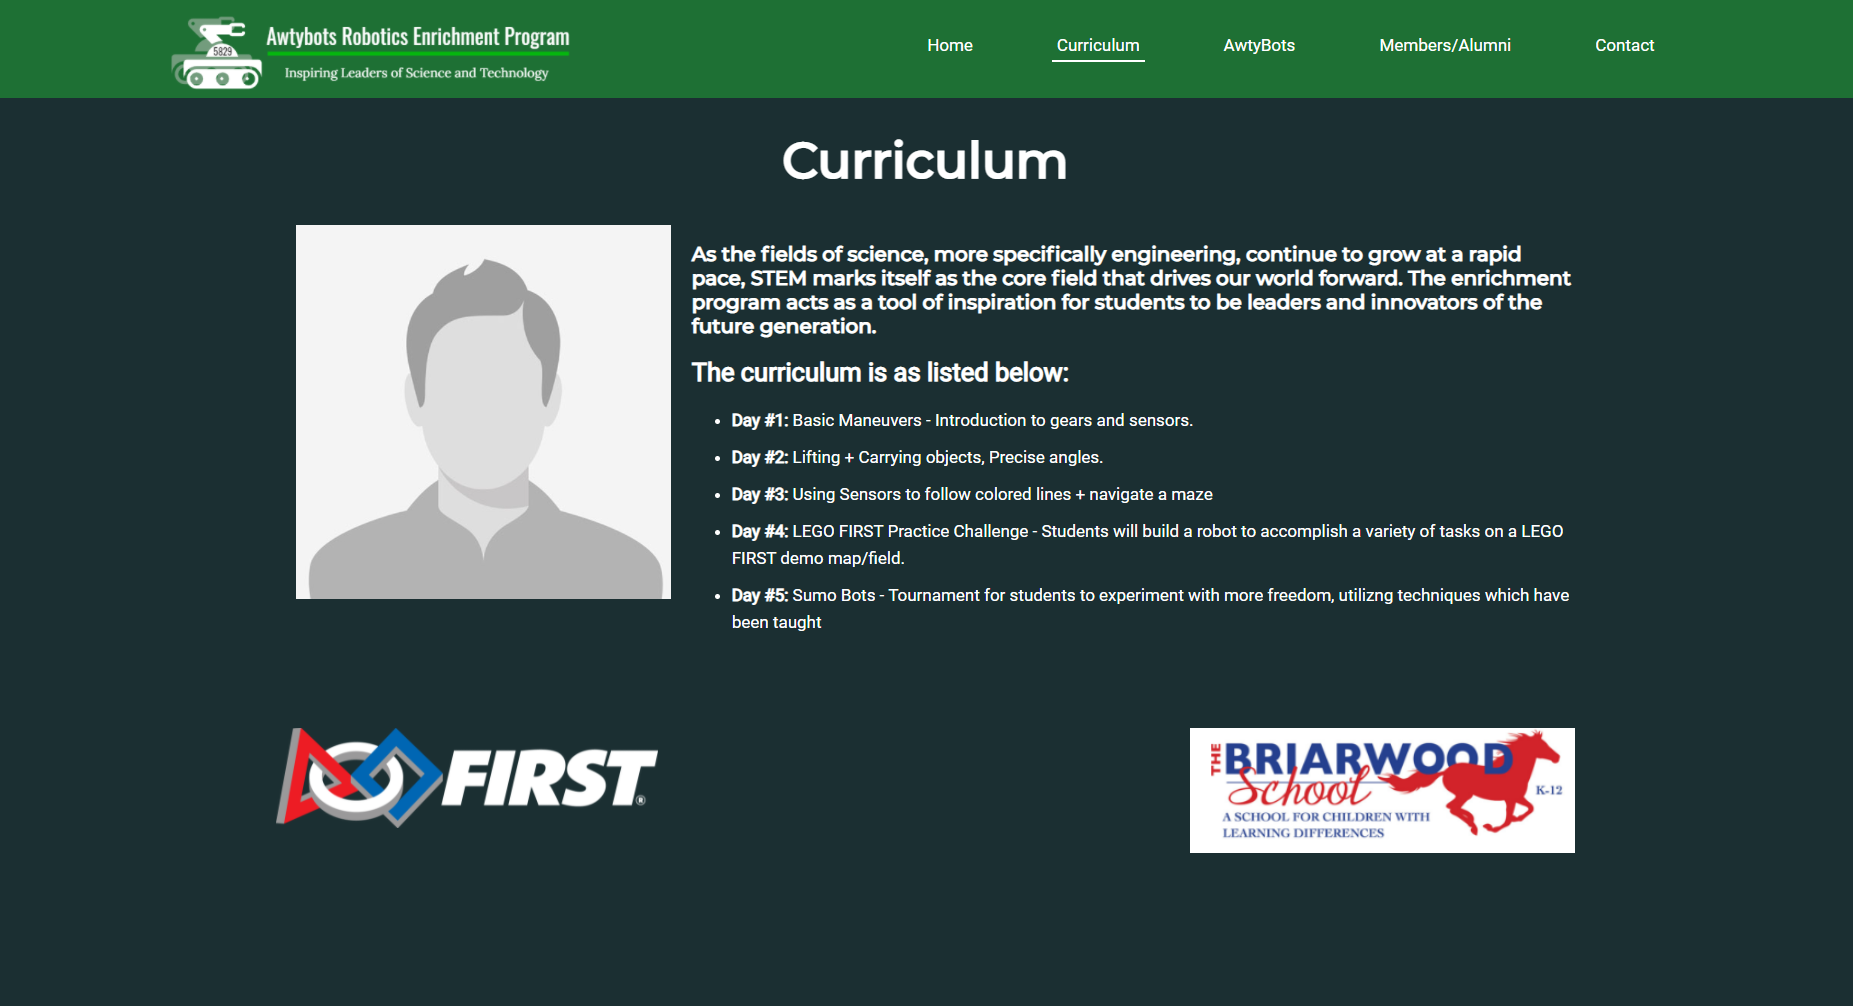 5829
Awtybots Robotics Enrichment Program
Inspiring Leaders of Science and Technology
Home
Curriculum
AwtyBots
Members/Alumni
Contact
Curriculum
As the fields of science, more specifically engineering, continue to grow at a rapid
pace, STEM marks itself as the core field that drives our world forward. The enrichment
program acts as a tool of inspiration for students to be leaders and innovators of the
future generation.
The curriculum is as listed below:
Day #1: Basic Maneuvers - Introduction to gears and sensors.
Day #2: Lifting + Carrying objects, Precise angles.
Day #3: Using Sensors to follow colored lines + navigate a maze
Day #4: LEGO FIRST Practice Challenge - Students will build a robot to accomplish a variety of tasks on a LEGO
FIRST demo map/field.
Day #5: Sumo Bots - Tournament for students to experiment with more freedom, utilizng techniques which have
been taught
FIRST®
THE BRIARWOOD
School
K-12
A SCHOOL FOR CHILDREN WITH
LEARNING DIFFERENCES